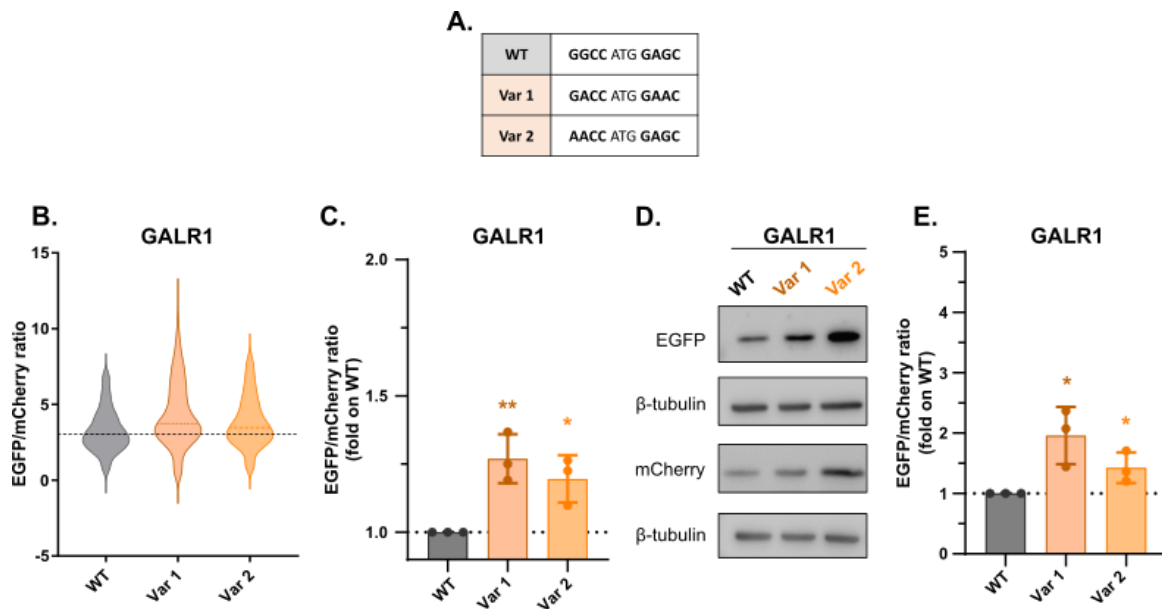 A.
WT GGCC ATG GAGC
Var 1 GACC ATG GAAC
Var 2 AACC ATG GAGC
B.
GALR1
EGFP/mCherry ratio
15
10
5
0
-5
WT Var 1 Var 2
C.
GALR1
EGFP/mCherry ratio
(fold on WT)
2.0
1.5
1.0
** *
WT Var 1 Var 2
D.
GALR1
WT Var 1 Var 2
EGFP
β-tubulin
mCherry
β-tubulin
E.
GALR1
EGFP/mCherry ratio
(fold on WT)
5
4
3
2
1
0
* *
WT Var 1 Var 2